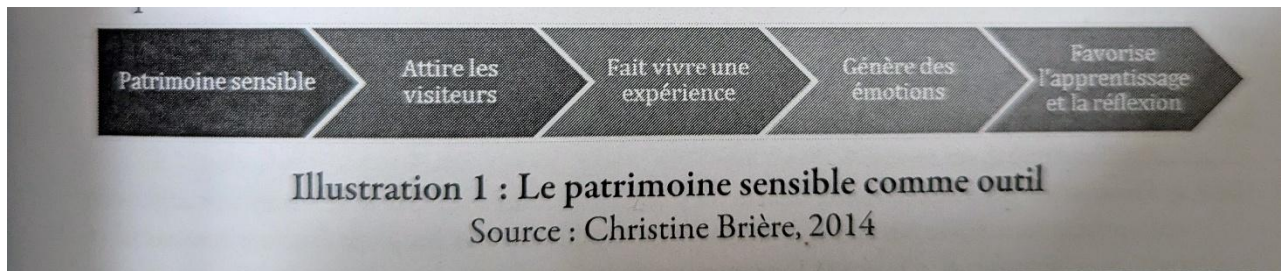 Patrimoine sensible
Attire les
visiteurs
Fait vivre une
expérience
Génère des
émotions
Favorise
l'apprentissage
et la réflexion
Illustration 1 : Le patrimoine sensible comme outil
Source : Christine Brière, 2014